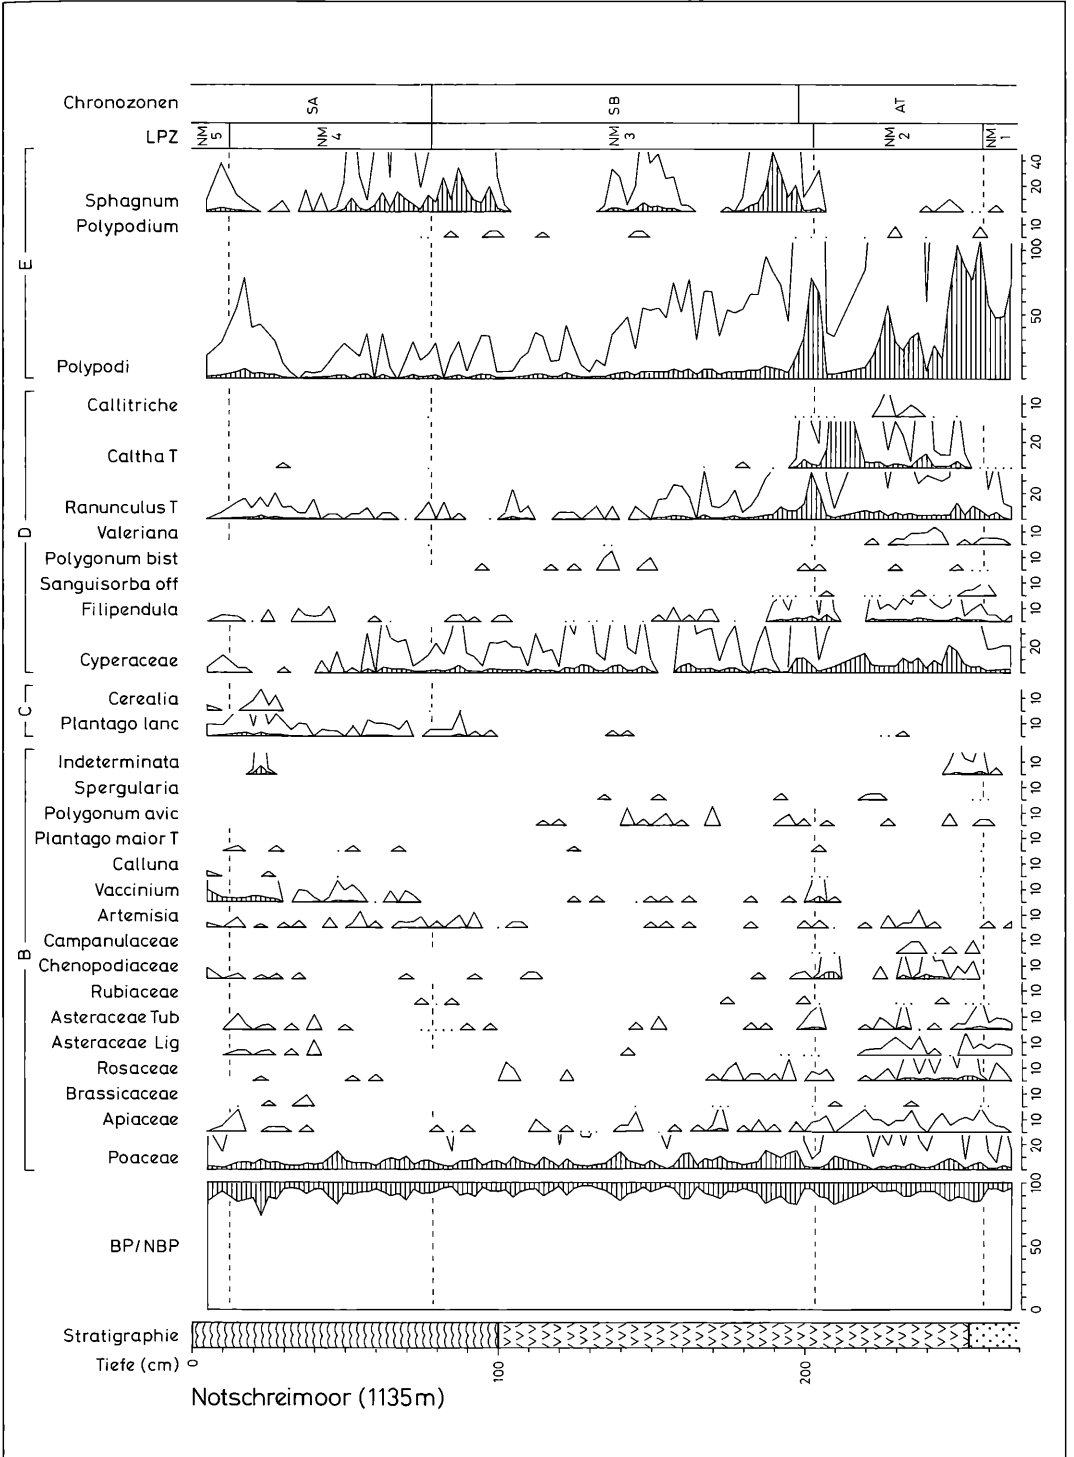 Chronozonen SA SB AT
LPZ NM 5 NM 4 NM 3 NM 2 NM 1
E
Sphagnum 20 40
Polypodium 10
Polypodi 50 100
D
Callitriche 10
Caltha T 20
Ranunculus T 20
Valeriana 10
Polygonum bist 10
Sanguisorba off 10
Filipendula 10
Cyperaceae 20
C
Cerealia 10
Plantago lanc 10
B
Indeterminata 10
Spergularia 10
Polygonum avic 10
Plantago maior T 10
Calluna 10
Vaccinium 10
Artemisia 10
Campanulaceae 10
Chenopodiaceae 10
Rubiaceae 10
Asteraceae Tub 10
Asteraceae Lig 10
Rosaceae 10
Brassicaceae 10
Apiaceae 10
Poaceae 20
BP/NBP 0 50 100
Stratigraphie
Tiefe (cm) 0 100 200
Notschreimoor (1135m)